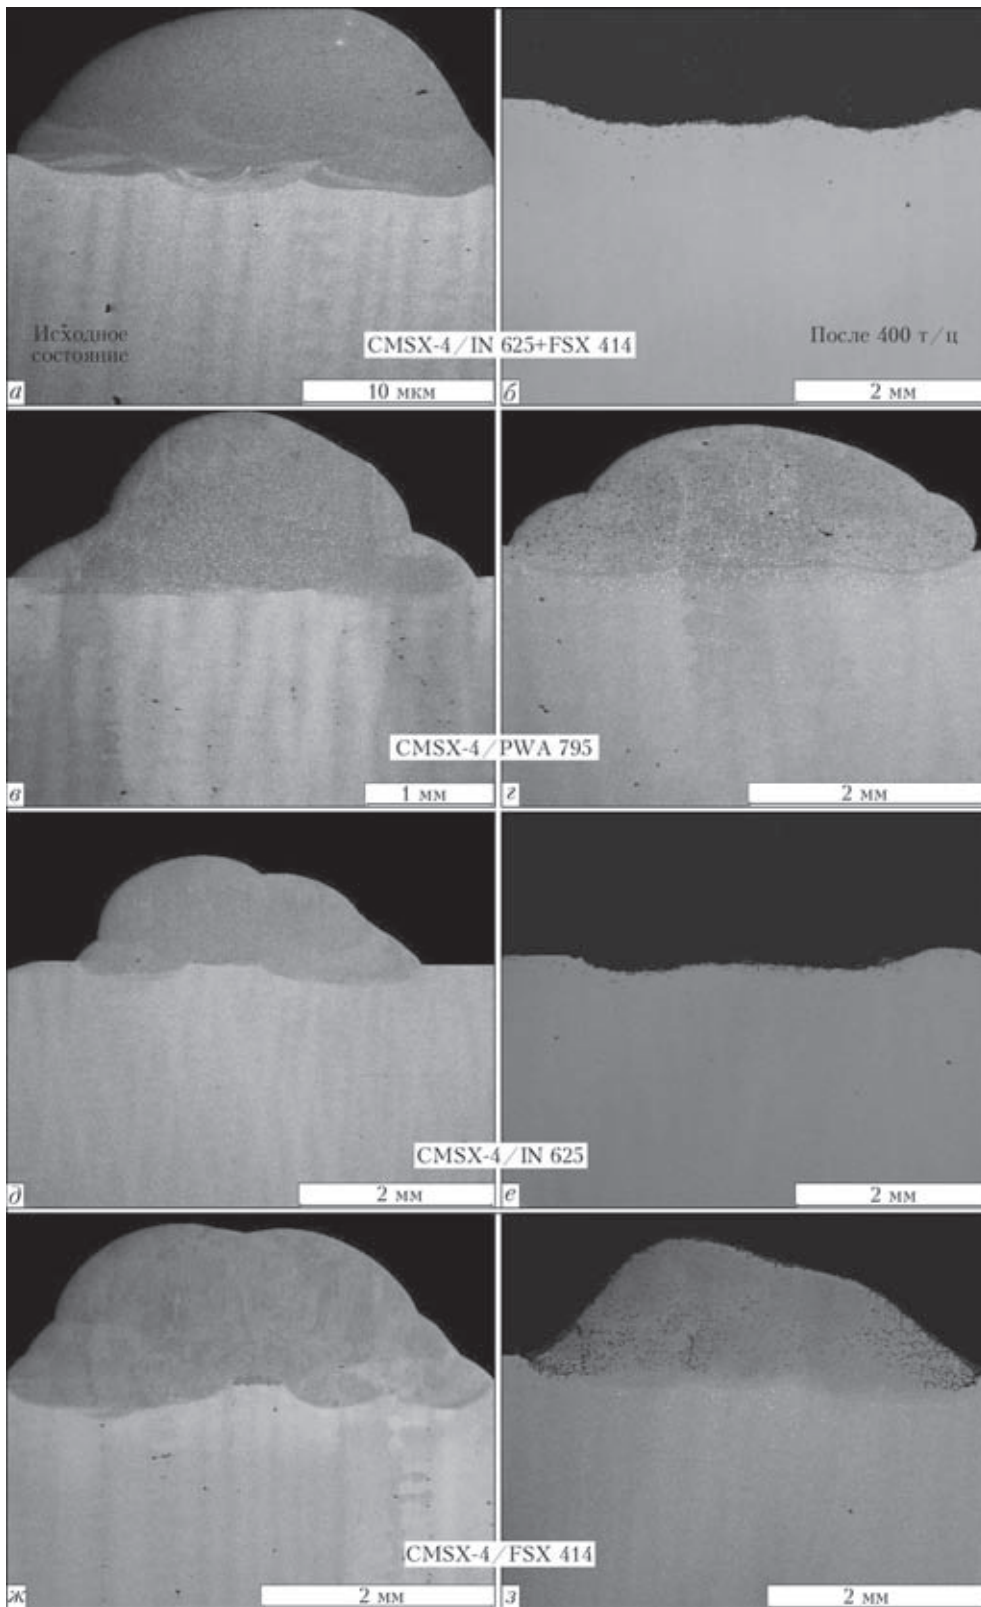 Исходное
состояние
После 400 т/ц
CMSX-4/IN 625+FSX 414
а
10 мкм
б
2 мм
CMSX-4/PWA 795
в
1 мм
г
2 мм
CMSX-4/IN 625
д
2 мм
е
2 мм
CMSX-4/FSX 414
ж
2 мм
з
2 мм